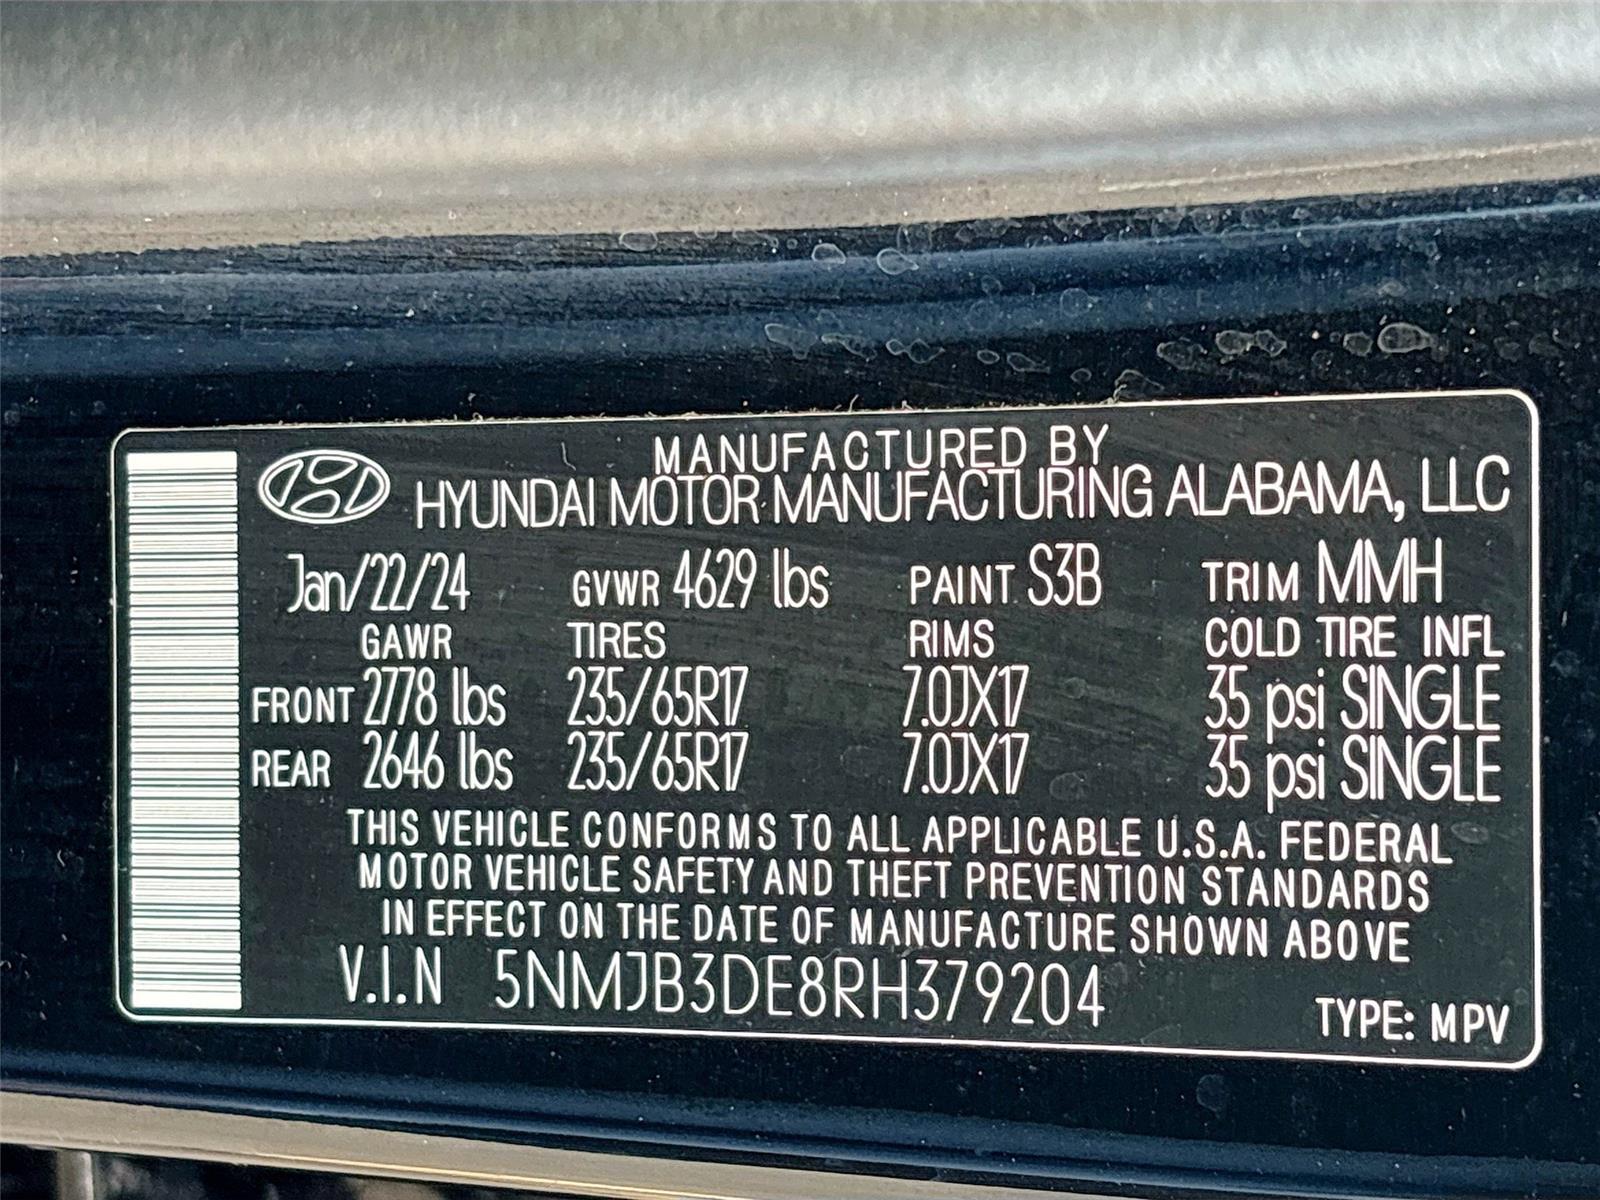 MANUFACTURED BY
HYUNDAI MOTOR MANUFACTURING ALABAMA, LLC
Jan/22/24 GVWR 4629 lbs PAINT S3B TRIM MMH
GAWR TIRES RIMS COLD TIRE INFL
FRONT 2778 lbs 235/65R17 7.0JX17 35 psi SINGLE
REAR 2646 lbs 235/65R17 7.0JX17 35 psi SINGLE
THIS VEHICLE CONFORMS TO ALL APPLICABLE U.S.A. FEDERAL
MOTOR VEHICLE SAFETY AND THEFT PREVENTION STANDARDS
IN EFFECT ON THE DATE OF MANUFACTURE SHOWN ABOVE
V.I.N 5NMJB3DE8RH379204
TYPE: MPV